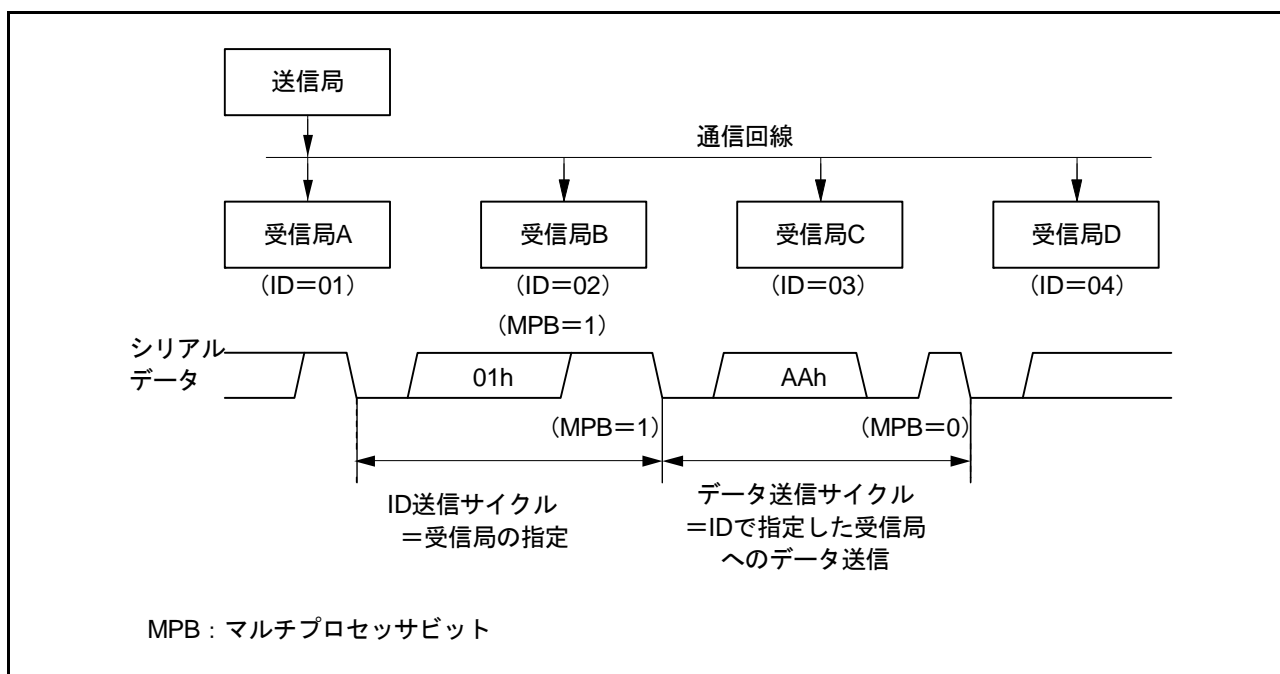 送信局
通信回線
受信局A
受信局B
受信局C
受信局D
（ID＝01）
（ID＝02）
（ID＝03）
（ID＝04）
（MPB＝1）
シリアル
データ
01h
AAh
（MPB＝1）
（MPB＝0）
ID送信サイクル
＝受信局の指定
データ送信サイクル
＝IDで指定した受信局
へのデータ送信
MPB：マルチプロセッサビット